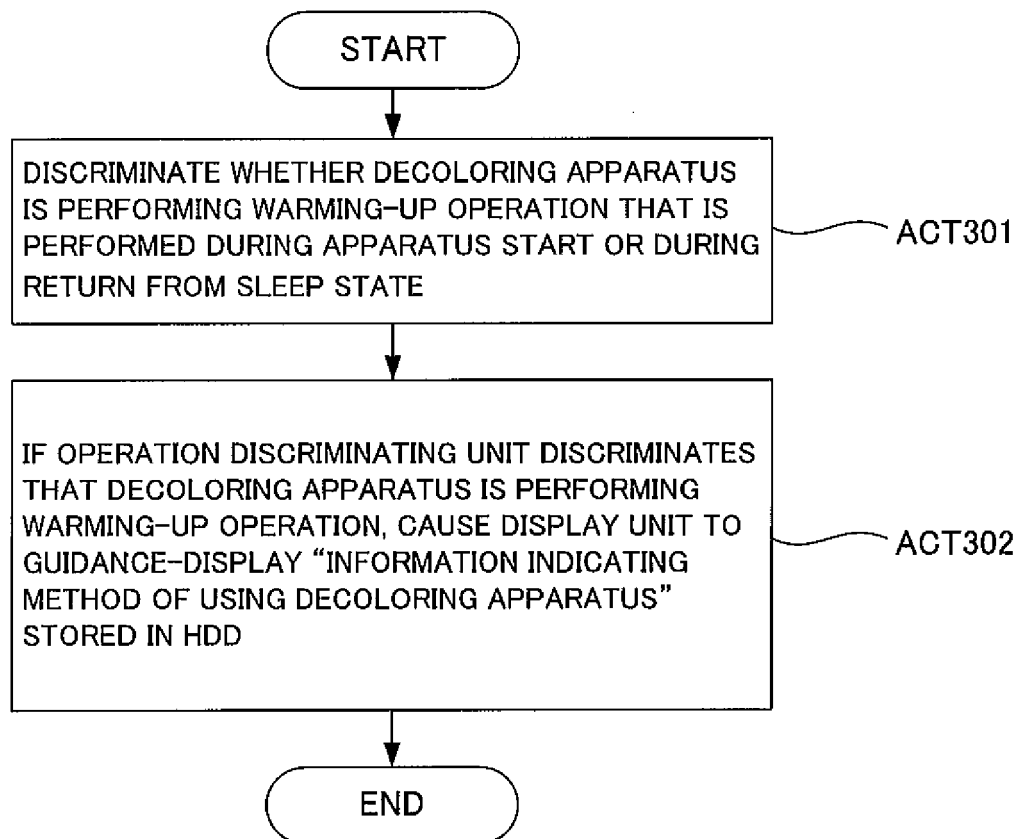 START
DISCRIMINATE WHETHER DECOLORING APPARATUS
IS PERFORMING WARMING-UP OPERATION THAT IS
PERFORMED DURING APPARATUS START OR DURING
RETURN FROM SLEEP STATE
ACT301
IF OPERATION DISCRIMINATING UNIT DISCRIMINATES
THAT DECOLORING APPARATUS IS PERFORMING
WARMING-UP OPERATION, CAUSE DISPLAY UNIT TO
GUIDANCE-DISPLAY “INFORMATION INDICATING
METHOD OF USING DECOLORING APPARATUS”
STORED IN HDD
ACT302
END